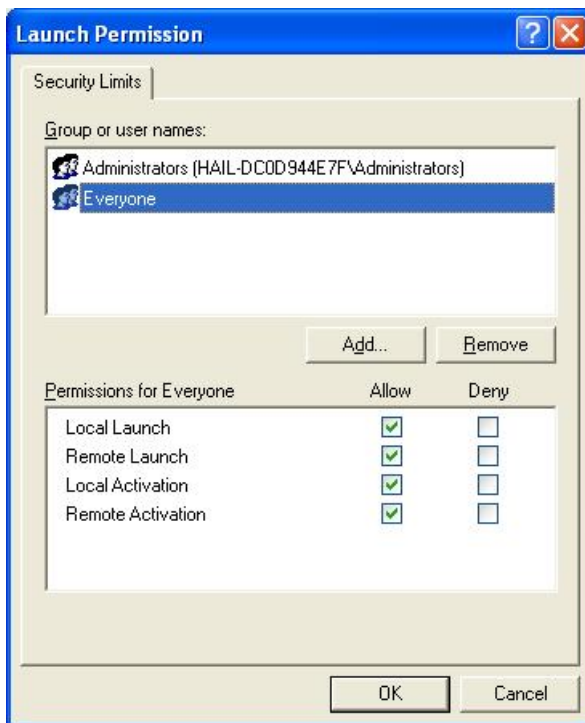 Launch Permission
Security Limits
Group or user names:
Administrators (HAIL-DC0D944E7F\Administrators)
Everyone
Add... Remove
Permissions for Everyone Allow Deny
Local Launch
Remote Launch
Local Activation
Remote Activation
OK Cancel